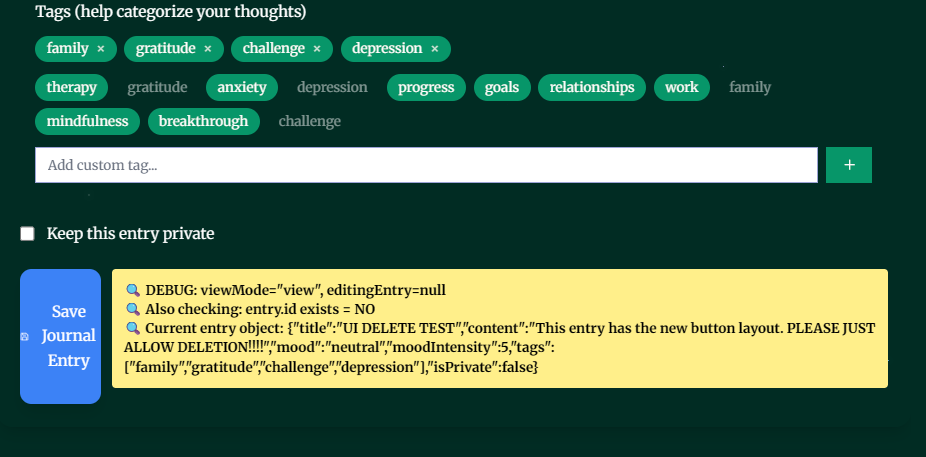 Tags (help categorize your thoughts)
family × gratitude × challenge × depression ×
therapy gratitude anxiety depression progress goals relationships work family
mindfulness breakthrough challenge
Add custom tag... +
Keep this entry private
Save
Journal
Entry
🔍 DEBUG: viewMode="view", editingEntry=null
🔍 Also checking: entry.id exists = NO
🔍 Current entry object: {"title":"UI DELETE TEST","content":"This entry has the new button layout. PLEASE JUST
ALLOW DELETION!!!!","mood":"neutral","moodIntensity":5,"tags":
["family","gratitude","challenge","depression"],"isPrivate":false}